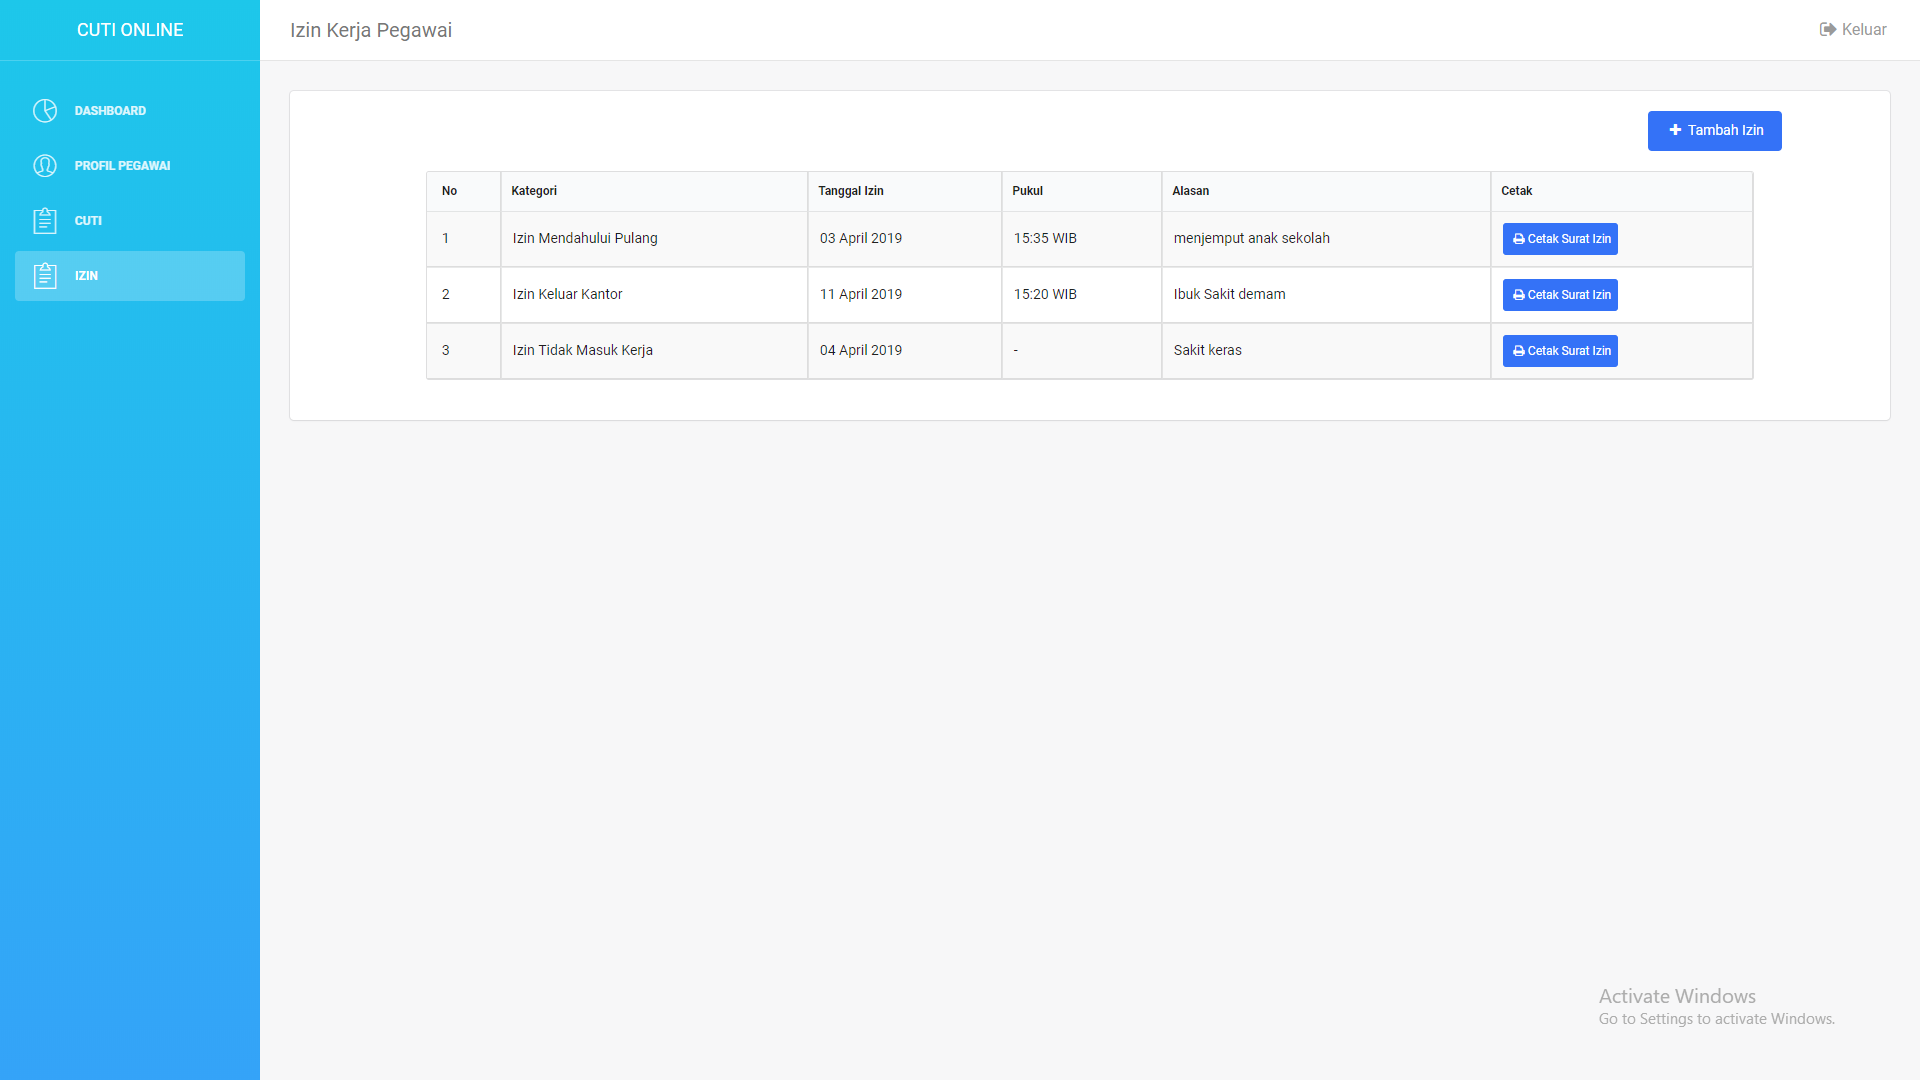 CUTI ONLINE
Izin Kerja Pegawai
Keluar
DASHBOARD
PROFIL PEGAWAI
CUTI
IZIN
Tambah Izin
No Kategori Tanggal Izin Pukul Alasan Cetak
1 Izin Mendahului Pulang 03 April 2019 15:35 WIB menjemput anak sekolah Cetak Surat Izin
2 Izin Keluar Kantor 11 April 2019 15:20 WIB Ibuk Sakit demam Cetak Surat Izin
3 Izin Tidak Masuk Kerja 04 April 2019 - Sakit keras Cetak Surat Izin
Activate Windows
Go to Settings to activate Windows.